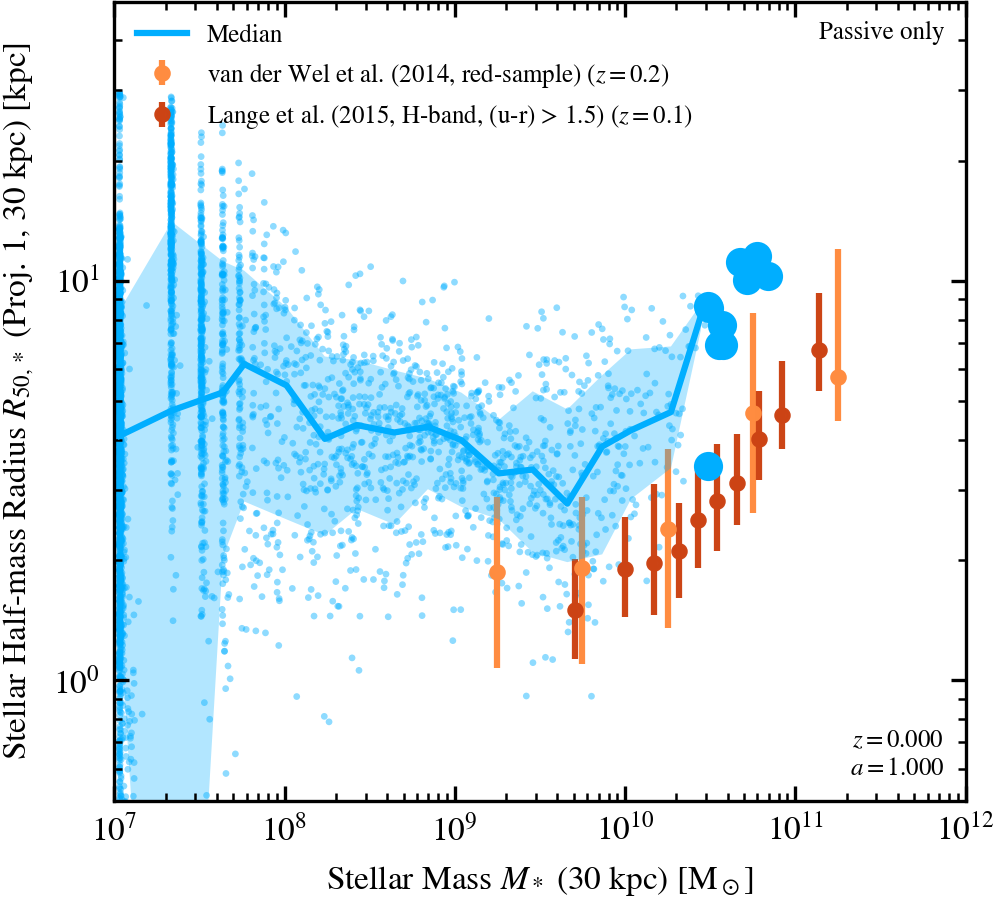 Median
van der Wel et al. (2014, red-sample) (z = 0.2)
Lange et al. (2015, H-band, (u-r) > 1.5) (z = 0.1)
Passive only
Stellar Half-mass Radius R₅₀,* (Proj. 1, 30 kpc) [kpc]
10¹
10⁰
z = 0.000
a = 1.000
10⁷ 10⁸ 10⁹ 10¹⁰ 10¹¹ 10¹²
Stellar Mass M* (30 kpc) [M⊙]